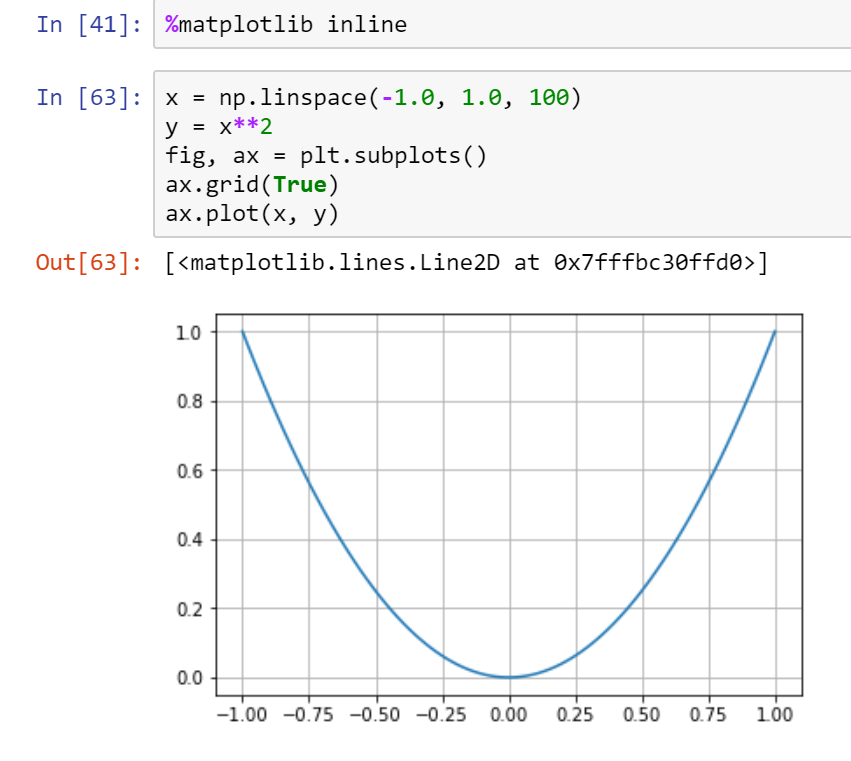 In [41]: %matplotlib inline
In [63]: x = np.linspace(-1.0, 1.0, 100)
y = x**2
fig, ax = plt.subplots()
ax.grid(True)
ax.plot(x, y)
Out[63]: [<matplotlib.lines.Line2D at 0x7fffbc30ffd0>]
1.0
0.8
0.6
0.4
0.2
0.0
−1.00 −0.75 −0.50 −0.25 0.00 0.25 0.50 0.75 1.00